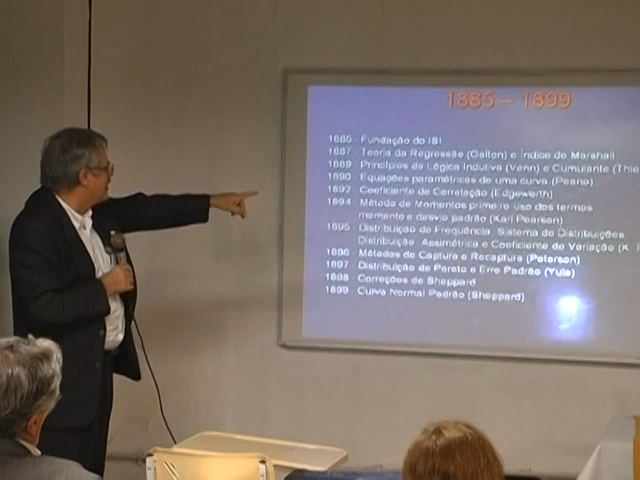 1885 – 1899
1885 - Fundação do ISI
1887 - Teoria da Regressão (Galton) e Índice de Marshall
1889 - Princípios da Lógica Indutiva (Venn) e Cumulante (Thie
1890 - Equações paramétricas de uma curva (Peano)
1892 - Coeficiente de Correlação (Edgeworth)
1894 - Método de Momentos primeiro uso dos termos
momento e desvio padrão (Karl Pearson)
1895 - Distribuição de Frequência, Sistema de Distribuições,
Distribuição Assimétrica e Coeficiente de Variação (K.
1896 - Métodos de Captura e Recaptura (Peterson)
1897 - Distribuição de Pareto e Erro Padrão (Yule)
1898 - Correções de Sheppard
1899 - Curva Normal Padrão (Sheppard)